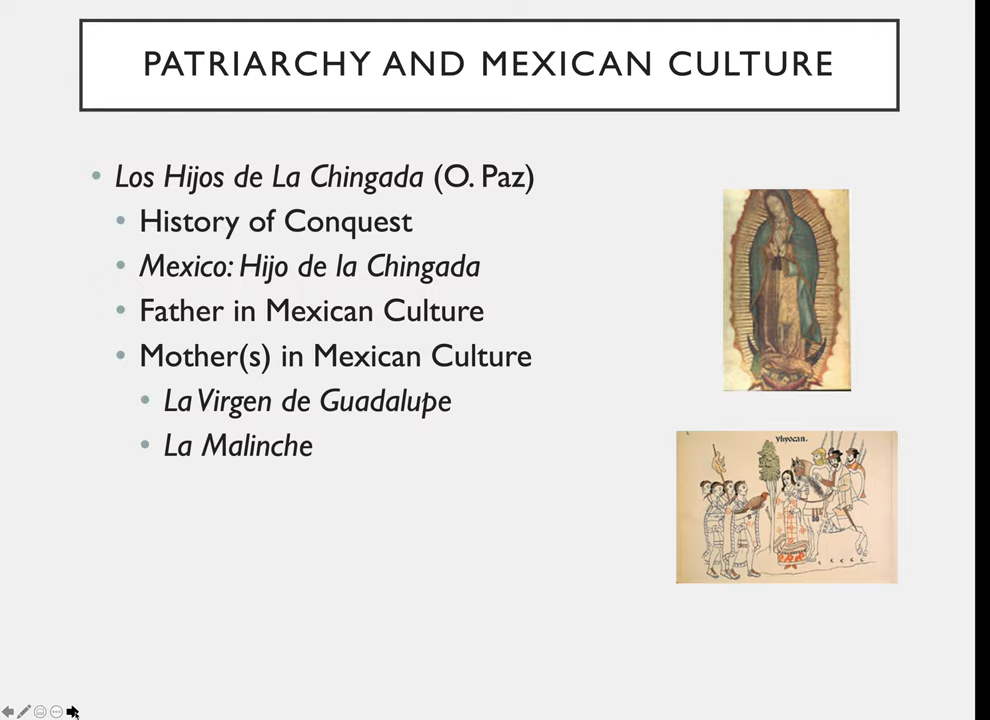 PATRIARCHY AND MEXICAN CULTURE
• Los Hijos de La Chingada (O. Paz)
• History of Conquest
• Mexico: Hijo de la Chingada
• Father in Mexican Culture
• Mother(s) in Mexican Culture
• La Virgen de Guadalupe
• La Malinche